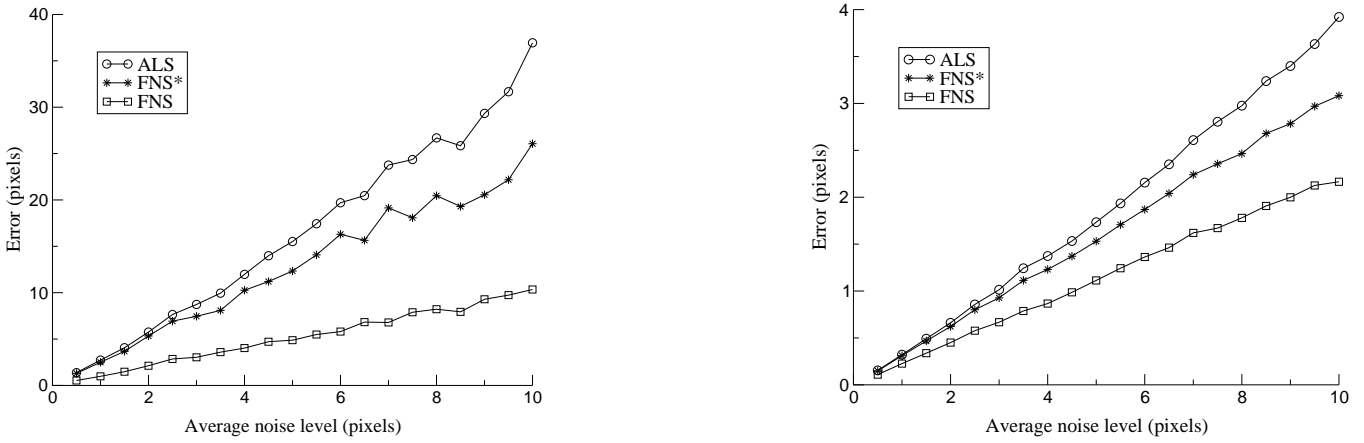 40
30
20
10
0
Error (pixels)
ALS
FNS*
FNS
0 2 4 6 8 10
Average noise level (pixels)
4
3
2
1
0
Error (pixels)
ALS
FNS*
FNS
0 2 4 6 8 10
Average noise level (pixels)